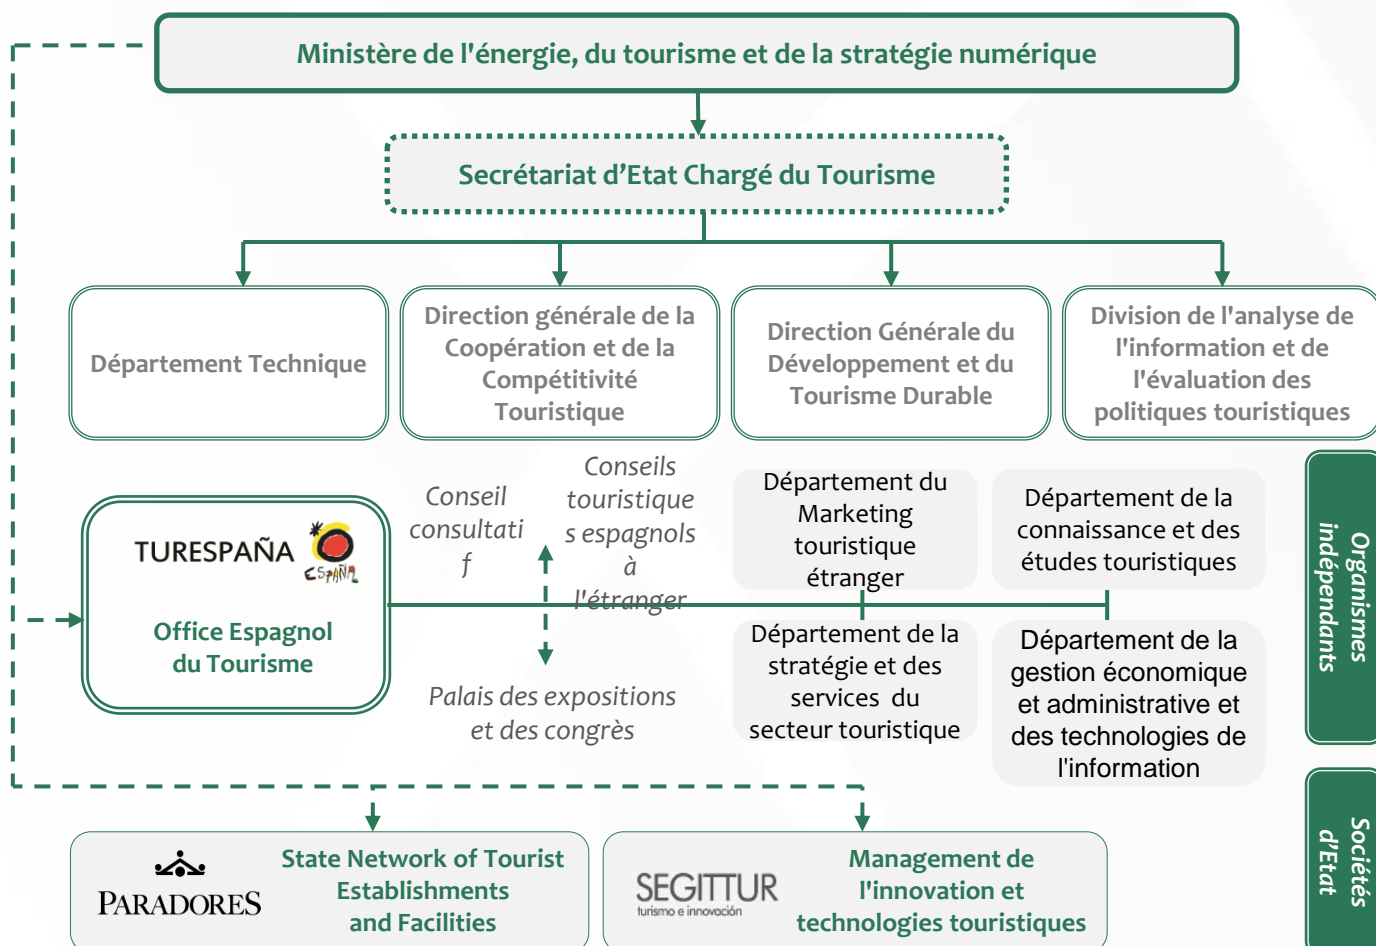 Ministère de l'énergie, du tourisme et de la stratégie numérique
Secrétariat d’Etat Chargé du Tourisme
Département Technique
Direction générale de la
Coopération et de la
Compétitivité
Touristique
Direction Générale du
Développement et du
Tourisme Durable
Division de l'analyse de
l'information et de
l'évaluation des
politiques touristiques
TURESPAÑA
ESPAÑA
Office Espagnol
du Tourisme
Conseil
consultati
f
Conseils
touristique
s espagnols
à
l'étranger
Palais des expositions
et des congrès
Département du
Marketing
touristique
étranger
Département de la
connaissance et des
études touristiques
Département de la
stratégie et des
services du
secteur touristique
Département de la
gestion économique
et administrative et
des technologies de
l'information
Organismes
indépendants
PARADORES
State Network of Tourist
Establishments
and Facilities
SEGITTUR
turismo e innovación
Management de
l'innovation et
technologies touristiques
Sociétés
d’Etat